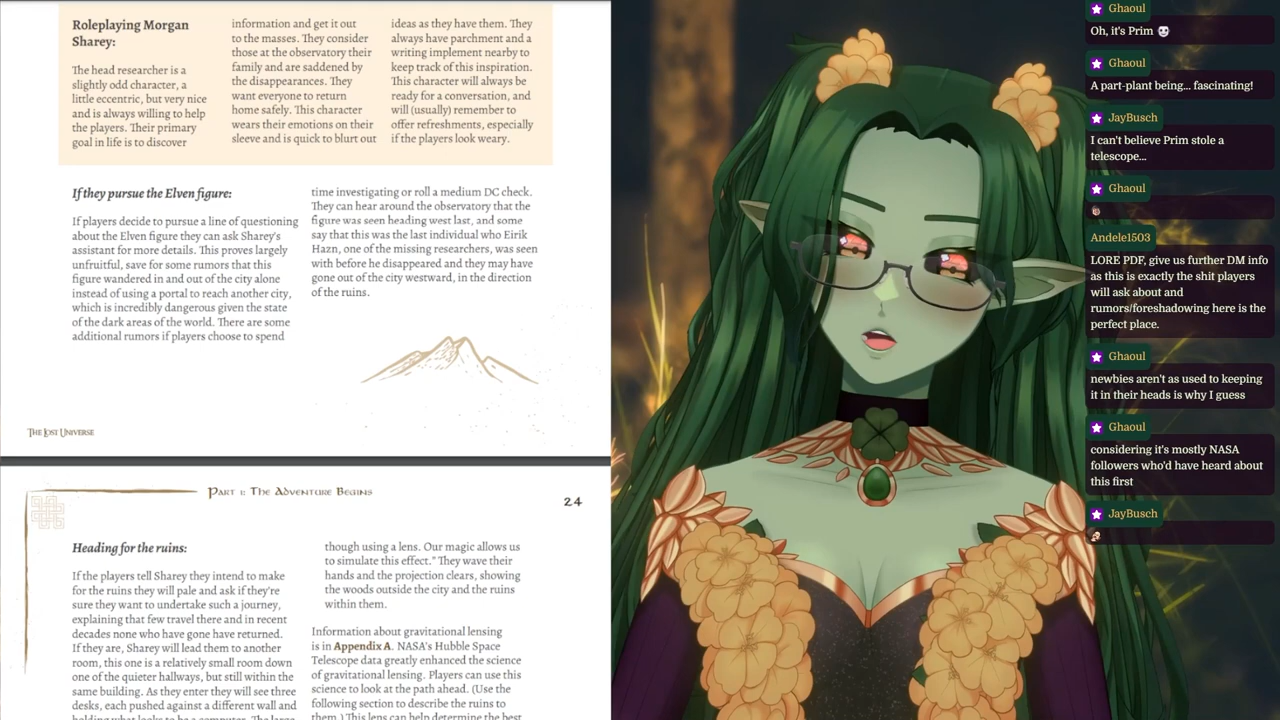 Roleplaying Morgan
Sharey:
The head researcher is a
slightly odd character, a
little eccentric, but very nice
and is always willing to help
the players. Their primary
goal in life is to discover
information and get it out
to the masses. They consider
those at the observatory their
family and are saddened by
the disappearances. They
want everyone to return
home safely. This character
wears their emotions on their
sleeve and is quick to blurt out
ideas as they have them. They
always have parchment and a
writing implement nearby to
keep track of this inspiration.
This character will always be
ready for a conversation, and
will (usually) remember to
offer refreshments, especially
if the players look weary.
If they pursue the Elven figure:
If players decide to pursue a line of questioning
about the Elven figure they can ask Sharey's
assistant for more details. This proves largely
unfruitful, save for some rumors that this
figure wandered in and out of the city alone
instead of using a portal to reach another city,
which is incredibly dangerous given the state
of the dark areas of the world. There are some
additional rumors if players choose to spend
time investigating or roll a medium DC check.
They can hear around the observatory that the
figure was seen heading west last, and some
say that this was the last individual who Eirik
Hazn, one of the missing researchers, was seen
with before he disappeared and they may have
gone out of the city westward, in the direction
of the ruins.
The Lost Universe
Part 1: The Adventure Begins
24
Heading for the ruins:
If the players tell Sharey they intend to make
for the ruins they will pale and ask if they're
sure they want to undertake such a journey,
explaining that few travel there and in recent
decades none who have gone have returned.
If they are, Sharey will lead them to another
room, this one is a relatively small room down
one of the quieter hallways, but still within the
same building. As they enter they will see three
desks, each pushed against a different wall and
holding what looks to be a computer. The large
though using a lens. Our magic allows us
to simulate this effect." They wave their
hands and the projection clears, showing
the woods outside the city and the ruins
within them.
Information about gravitational lensing
is in Appendix A. NASA's Hubble Space
Telescope data greatly enhanced the science
of gravitational lensing. Players can use this
science to look at the path ahead. (Use the
following section to describe the ruins to
them.) This lens can help determine the best
Ghaoul
Oh, it's Prim
Ghaoul
A part-plant being... fascinating!
JayBusch
I can't believe Prim stole a
telescope...
Ghaoul
Andele1503
LORE PDF, give us further DM info
as this is exactly the shit players
will ask about and
rumors/foreshadowing here is the
perfect place.
Ghaoul
newbies aren't as used to keeping
it in their heads is why I guess
Ghaoul
considering it's mostly NASA
followers who'd have heard about
this first
JayBusch